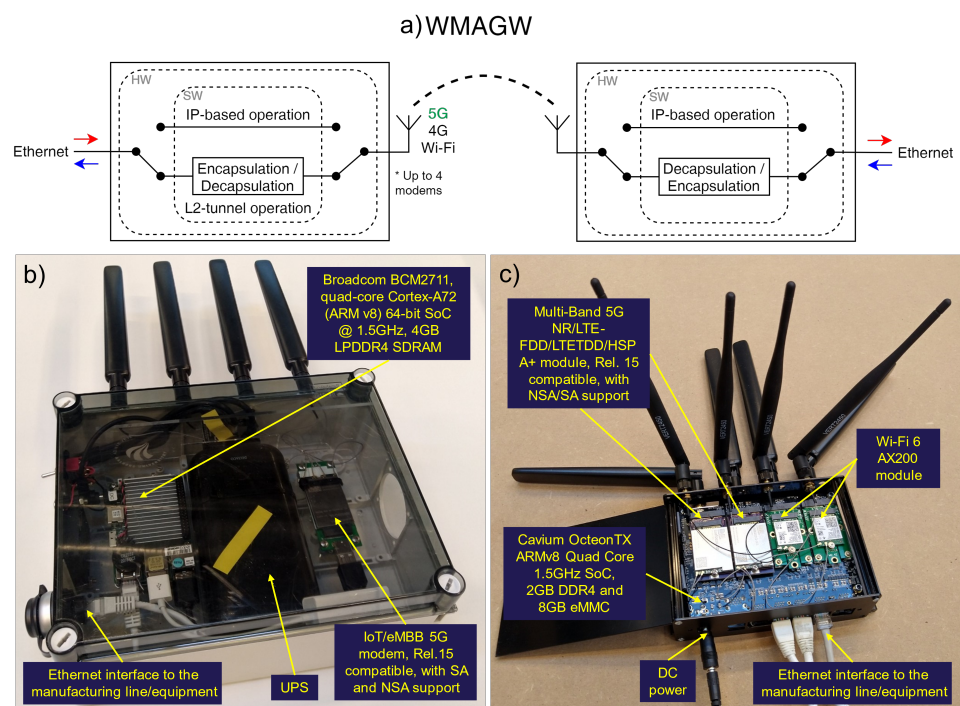 a) WMAGW
HW
SW
IP-based operation
Ethernet
Encapsulation /
Decapsulation
L2-tunnel operation
5G
4G
Wi-Fi
* Up to 4
modems
HW
SW
IP-based operation
Decapsulation /
Encapsulation
Ethernet
b)
Broadcom BCM2711,
quad-core Cortex-A72
(ARM v8) 64-bit SoC
@ 1.5GHz, 4GB
LPDDR4 SDRAM
Ethernet interface to the
manufacturing line/equipment
UPS
IoT/eMBB 5G
modem, Rel.15
compatible, with SA
and NSA support
c)
Multi-Band 5G
NR/LTE-
FDD/LTETDD/HSP
A+ module, Rel. 15
compatible, with
NSA/SA support
Wi-Fi 6
AX200
module
Cavium OcteonTX
ARMv8 Quad Core
1.5GHz SoC,
2GB DDR4 and
8GB eMMC
DC
power
Ethernet interface to the
manufacturing line/equipment